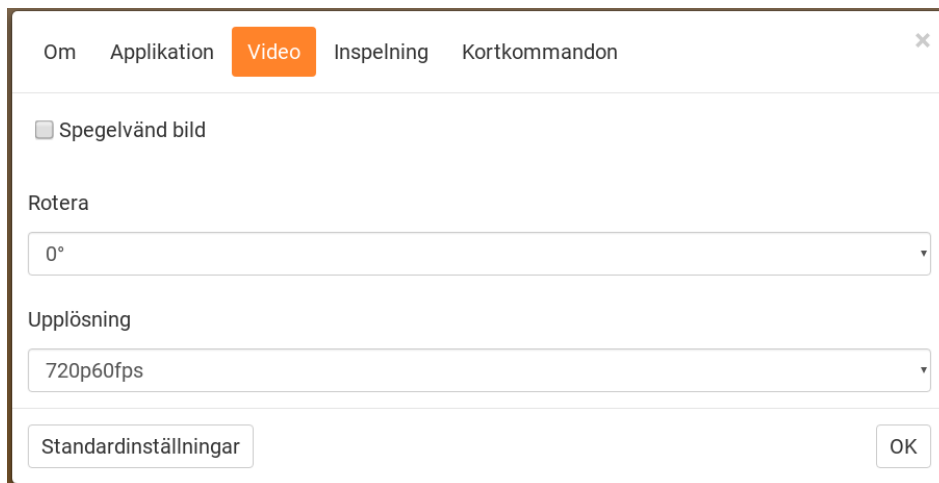 Om Applikation Video Inspelning Kortkommandon ×
Spegelvänd bild
Rotera
0°
Upplösning
720p60fps
Standardinställningar OK